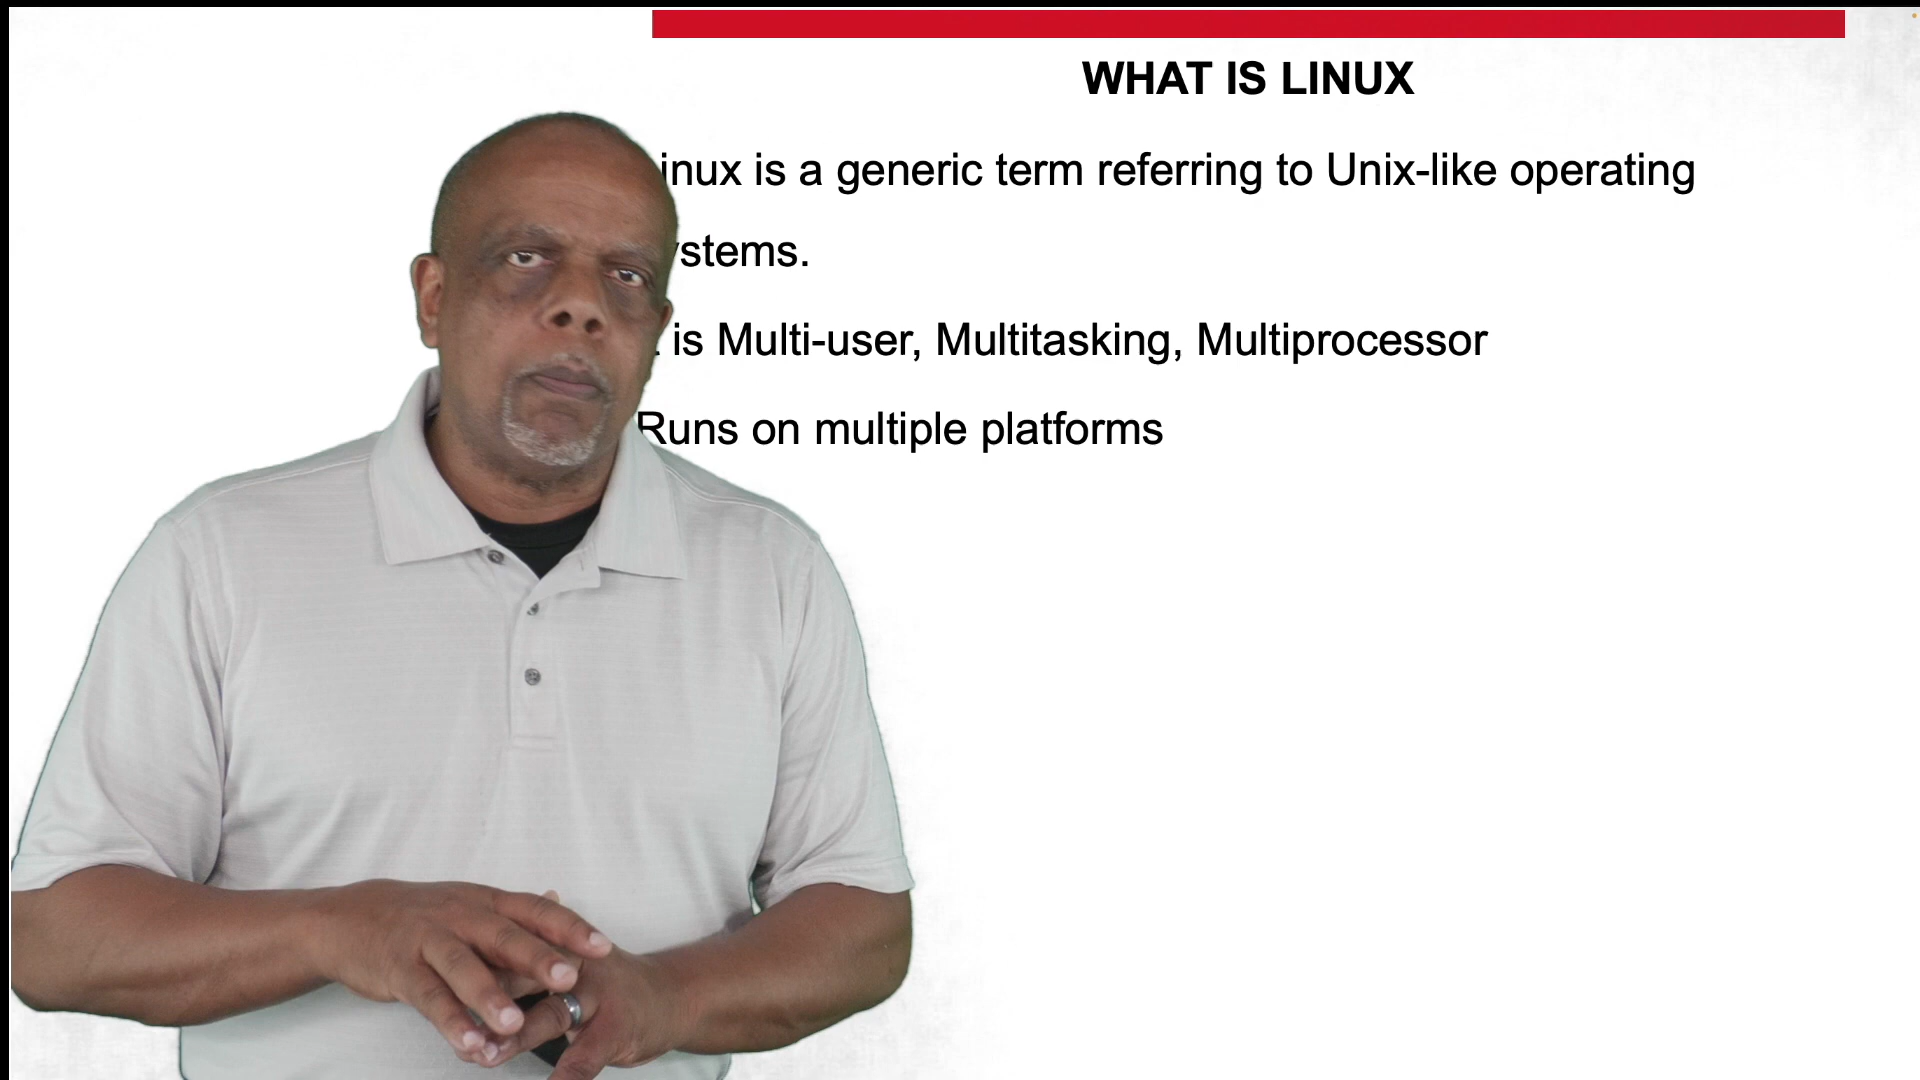 WHAT IS LINUX
inux is a generic term referring to Unix-like operating
ystems.
is Multi-user, Multitasking, Multiprocessor
Runs on multiple platforms